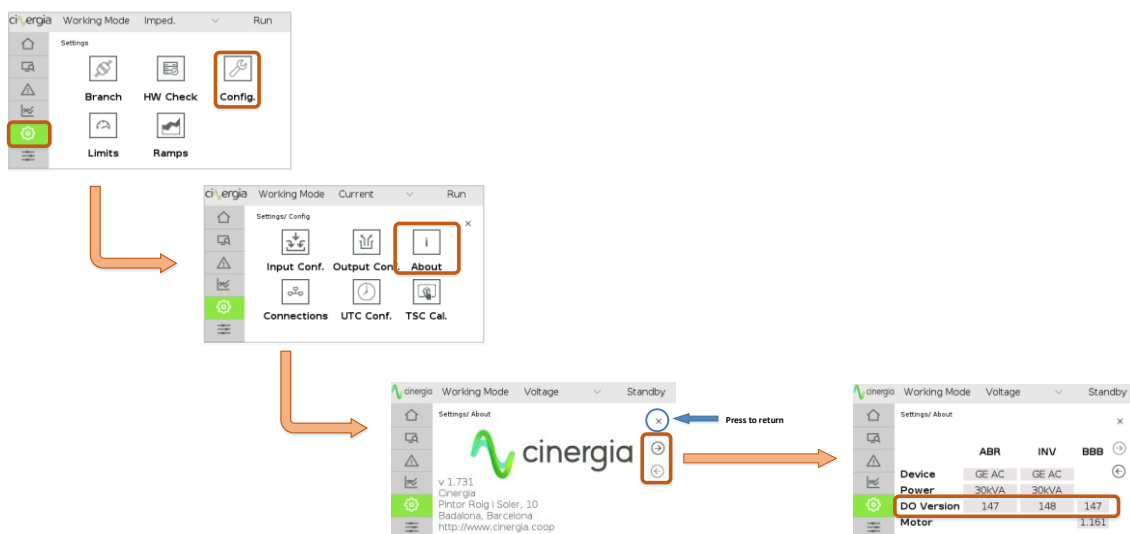 cinergia Working Mode Imped. Run
Settings
Branch HW Check Config.
Limits Ramps
cinergia Working Mode Current Run
Settings/ Config
×
i
Input Conf. Output Conf. About
Connections UTC Conf. TSC Cal.
cinergia Working Mode Voltage Standby
Settings/ About
×
Press to return
cinergia
v 1.731
Cinergia
Pintor Roig i Soler, 10
Badalona, Barcelona
http://www.cinergia.coop
cinergia Working Mode Voltage Standby
Settings/ About
×
ABR INV BBB
Device GE AC GE AC
Power 30kVA 30kVA
DO Version 147 148 147
Motor 1.161